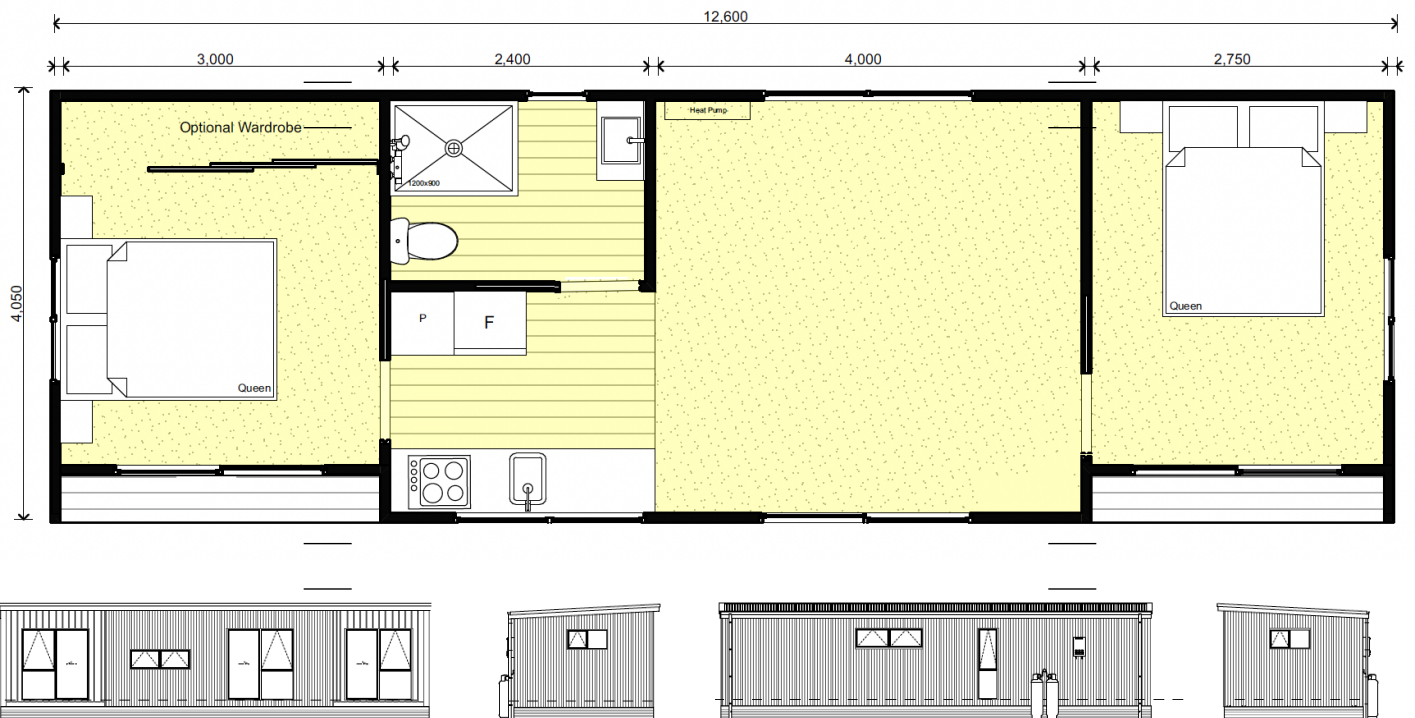 12,600
3,000
2,400
4,000
2,750
Optional Wardrobe
Heat Pump
1200x900
4,050
P
F
Queen
Queen